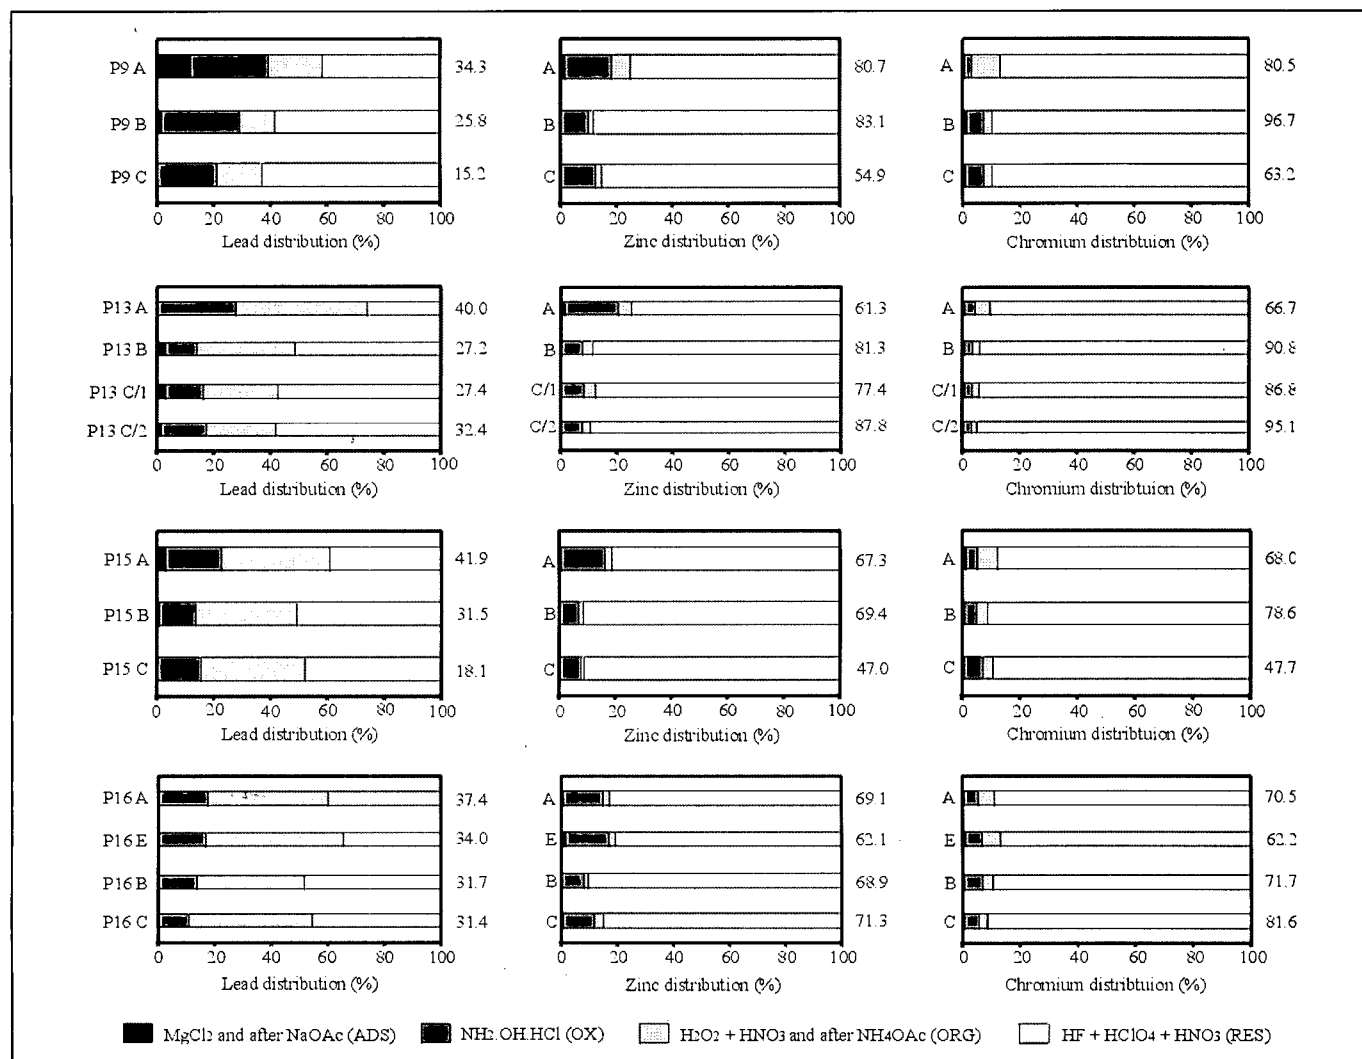 P9 A 34.3 A 80.7 A 80.5
P9 B 25.8 B 83.1 B 96.7
P9 C 15.2 C 54.9 C 63.2
0 20 40 60 80 100 0 20 40 60 80 100 0 20 40 60 80 100
Lead distribution (%) Zinc distribution (%) Chromium distribtuion (%)
P13 A 40.0 A 61.3 A 66.7
P13 B 27.2 B 81.3 B 90.8
P13 C/1 27.4 C/1 77.4 C/1 86.8
P13 C/2 32.4 C/2 87.8 C/2 95.1
0 20 40 60 80 100 0 20 40 60 80 100 0 20 40 60 80 100
Lead distribution (%) Zinc distribution (%) Chromium distribtuion (%)
P15 A 41.9 A 67.3 A 68.0
P15 B 31.5 B 69.4 B 78.6
P15 C 18.1 C 47.0 C 47.7
0 20 40 60 80 100 0 20 40 60 80 100 0 20 40 60 80 100
Lead distribution (%) Zinc distribution (%) Chromium distribtuion (%)
P16 A 37.4 A 69.1 A 70.5
P16 E 34.0 E 62.1 E 62.2
P16 B 31.7 B 68.9 B 71.7
P16 C 31.4 C 71.3 C 81.6
0 20 40 60 80 100 0 20 40 60 80 100 0 20 40 60 80 100
Lead distribution (%) Zinc distribution (%) Chromium distribtuion (%)
MgCl2 and after NaOAc (ADS) NH2.OH.HCl (OX) H2O2 + HNO3 and after NH4OAc (ORG) HF + HClO4 + HNO3 (RES)